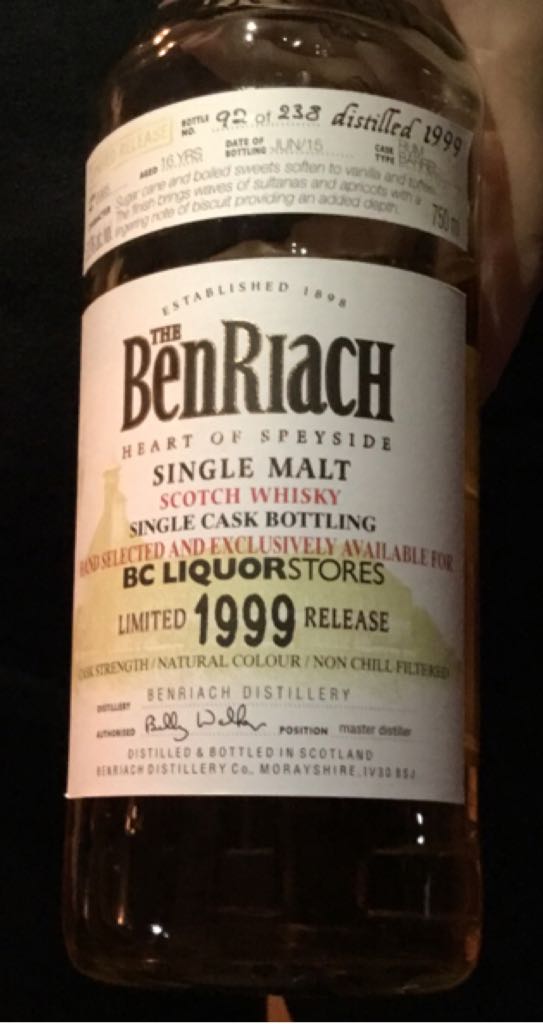 RELEASE
BOTTLE NO. 92 of 238 distilled 1999
AGED 16 YRS DATE OF BOTTLING JUN/15 CASK TYPE RUM BARREL
Sugar cane and boiled sweets soften to vanilla and toffee.
The finish brings waves of sultanas and apricots with a
lingering note of biscuit providing an added depth. 750 ml
ESTABLISHED 1898
THE
BENRIACH
HEART OF SPEYSIDE
SINGLE MALT
SCOTCH WHISKY
SINGLE CASK BOTTLING
HAND SELECTED AND EXCLUSIVELY AVAILABLE FOR
BC LIQUORSTORES
LIMITED 1999 RELEASE
CASK STRENGTH / NATURAL COLOUR / NON CHILL FILTERED
DISTILLERY BENRIACH DISTILLERY
AUTHORISED Billy Walker POSITION master distiller
DISTILLED & BOTTLED IN SCOTLAND
BENRIACH DISTILLERY Co., MORAYSHIRE, IV30 8SJ